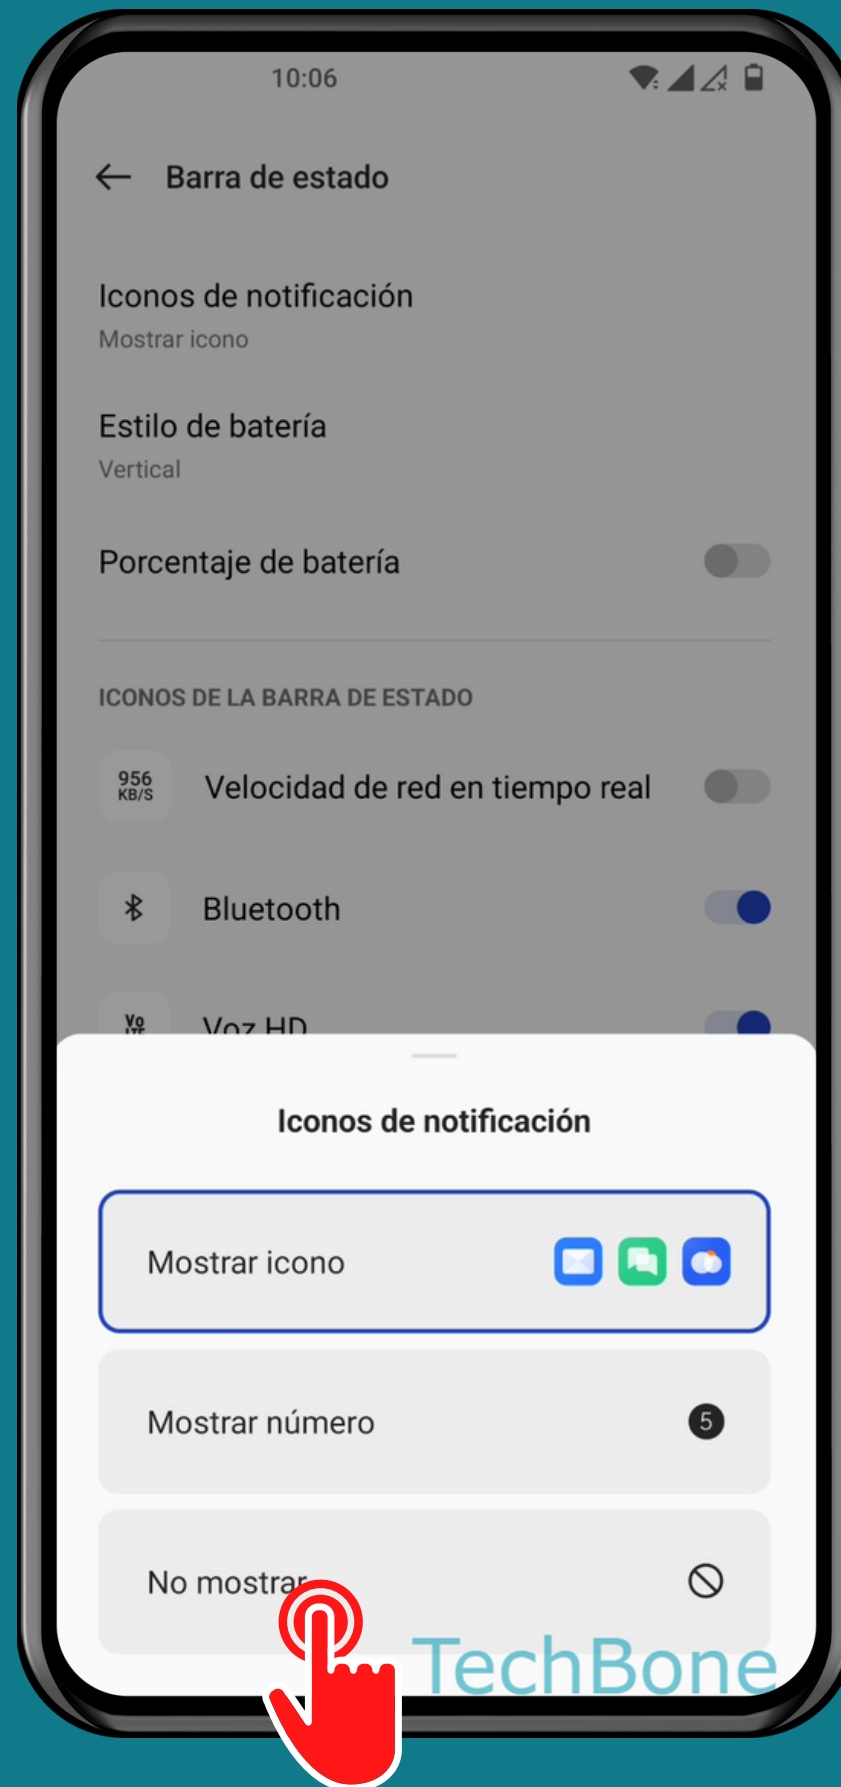 10:06
Barra de estado
Iconos de notificación
Mostrar icono
Estilo de batería
Vertical
Porcentaje de batería
ICONOS DE LA BARRA DE ESTADO
956
KB/S
Velocidad de red en tiempo real
Bluetooth
Vo
LTE
Voz HD
Iconos de notificación
Mostrar icono
Mostrar número
5
No mostrar
TechBone